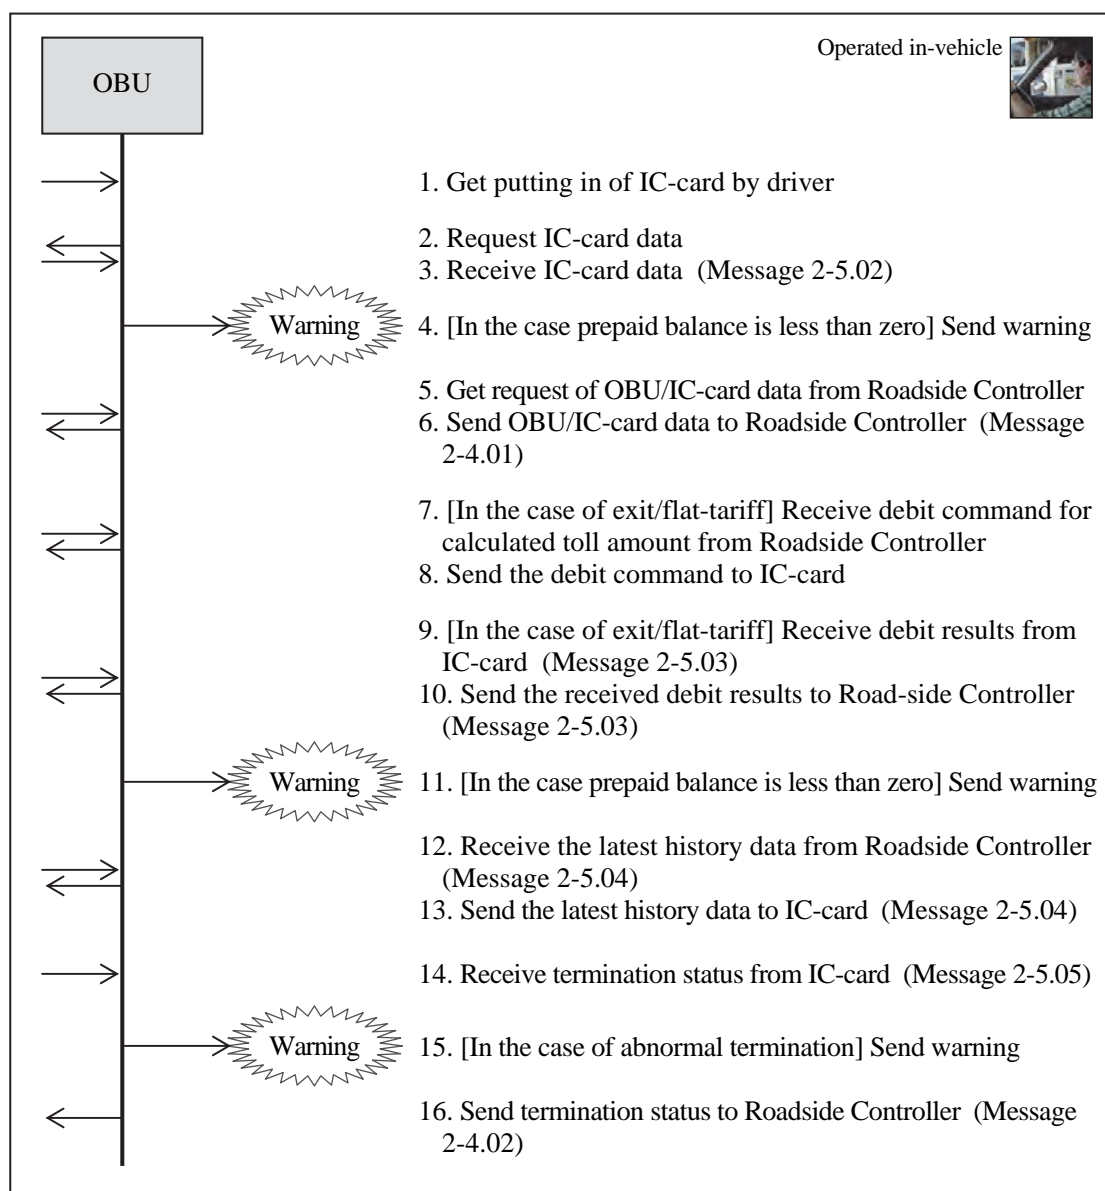 Operated in-vehicle
OBU
1. Get putting in of IC-card by driver
2. Request IC-card data
3. Receive IC-card data (Message 2-5.02)
Warning
4. [In the case prepaid balance is less than zero] Send warning
5. Get request of OBU/IC-card data from Roadside Controller
6. Send OBU/IC-card data to Roadside Controller (Message
2-4.01)
7. [In the case of exit/flat-tariff] Receive debit command for
calculated toll amount from Roadside Controller
8. Send the debit command to IC-card
9. [In the case of exit/flat-tariff] Receive debit results from
IC-card (Message 2-5.03)
10. Send the received debit results to Road-side Controller
(Message 2-5.03)
Warning
11. [In the case prepaid balance is less than zero] Send warning
12. Receive the latest history data from Roadside Controller
(Message 2-5.04)
13. Send the latest history data to IC-card (Message 2-5.04)
14. Receive termination status from IC-card (Message 2-5.05)
Warning
15. [In the case of abnormal termination] Send warning
16. Send termination status to Roadside Controller (Message
2-4.02)